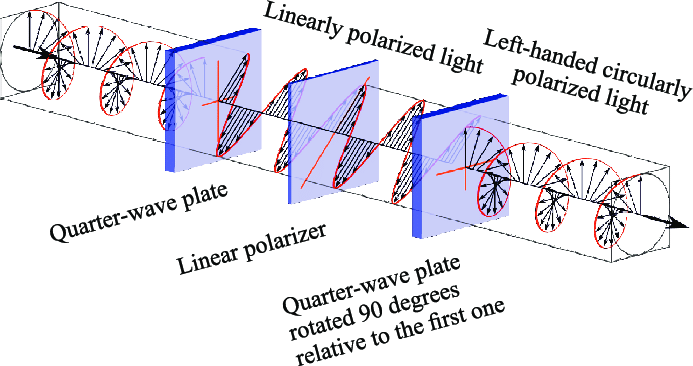 Linearly polarized light
Left-handed circularly
polarized light
Quarter-wave plate
Linear polarizer
Quarter-wave plate
rotated 90 degrees
relative to the first one